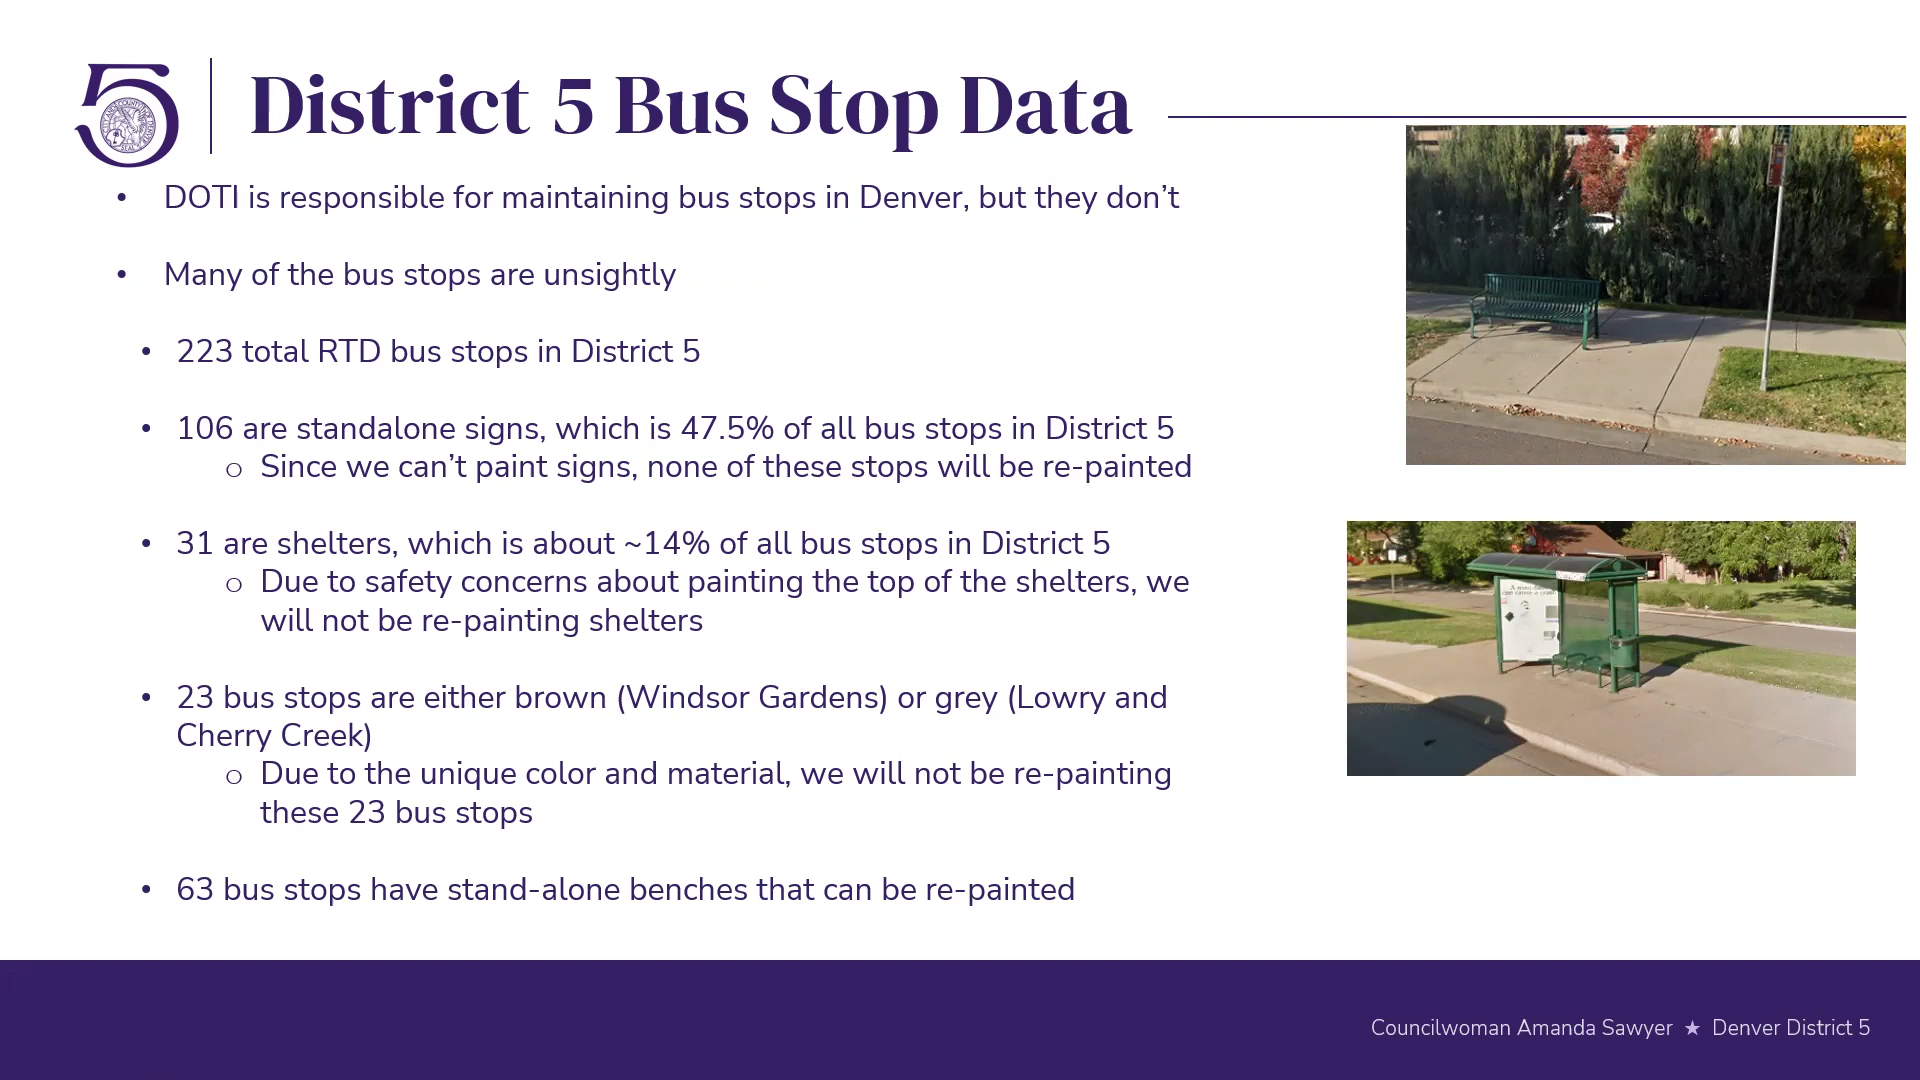 5
District 5 Bus Stop Data
• DOTI is responsible for maintaining bus stops in Denver, but they don’t
• Many of the bus stops are unsightly
• 223 total RTD bus stops in District 5
• 106 are standalone signs, which is 47.5% of all bus stops in District 5
o Since we can’t paint signs, none of these stops will be re-painted
• 31 are shelters, which is about ~14% of all bus stops in District 5
o Due to safety concerns about painting the top of the shelters, we
will not be re-painting shelters
• 23 bus stops are either brown (Windsor Gardens) or grey (Lowry and
Cherry Creek)
o Due to the unique color and material, we will not be re-painting
these 23 bus stops
• 63 bus stops have stand-alone benches that can be re-painted
Councilwoman Amanda Sawyer ★ Denver District 5